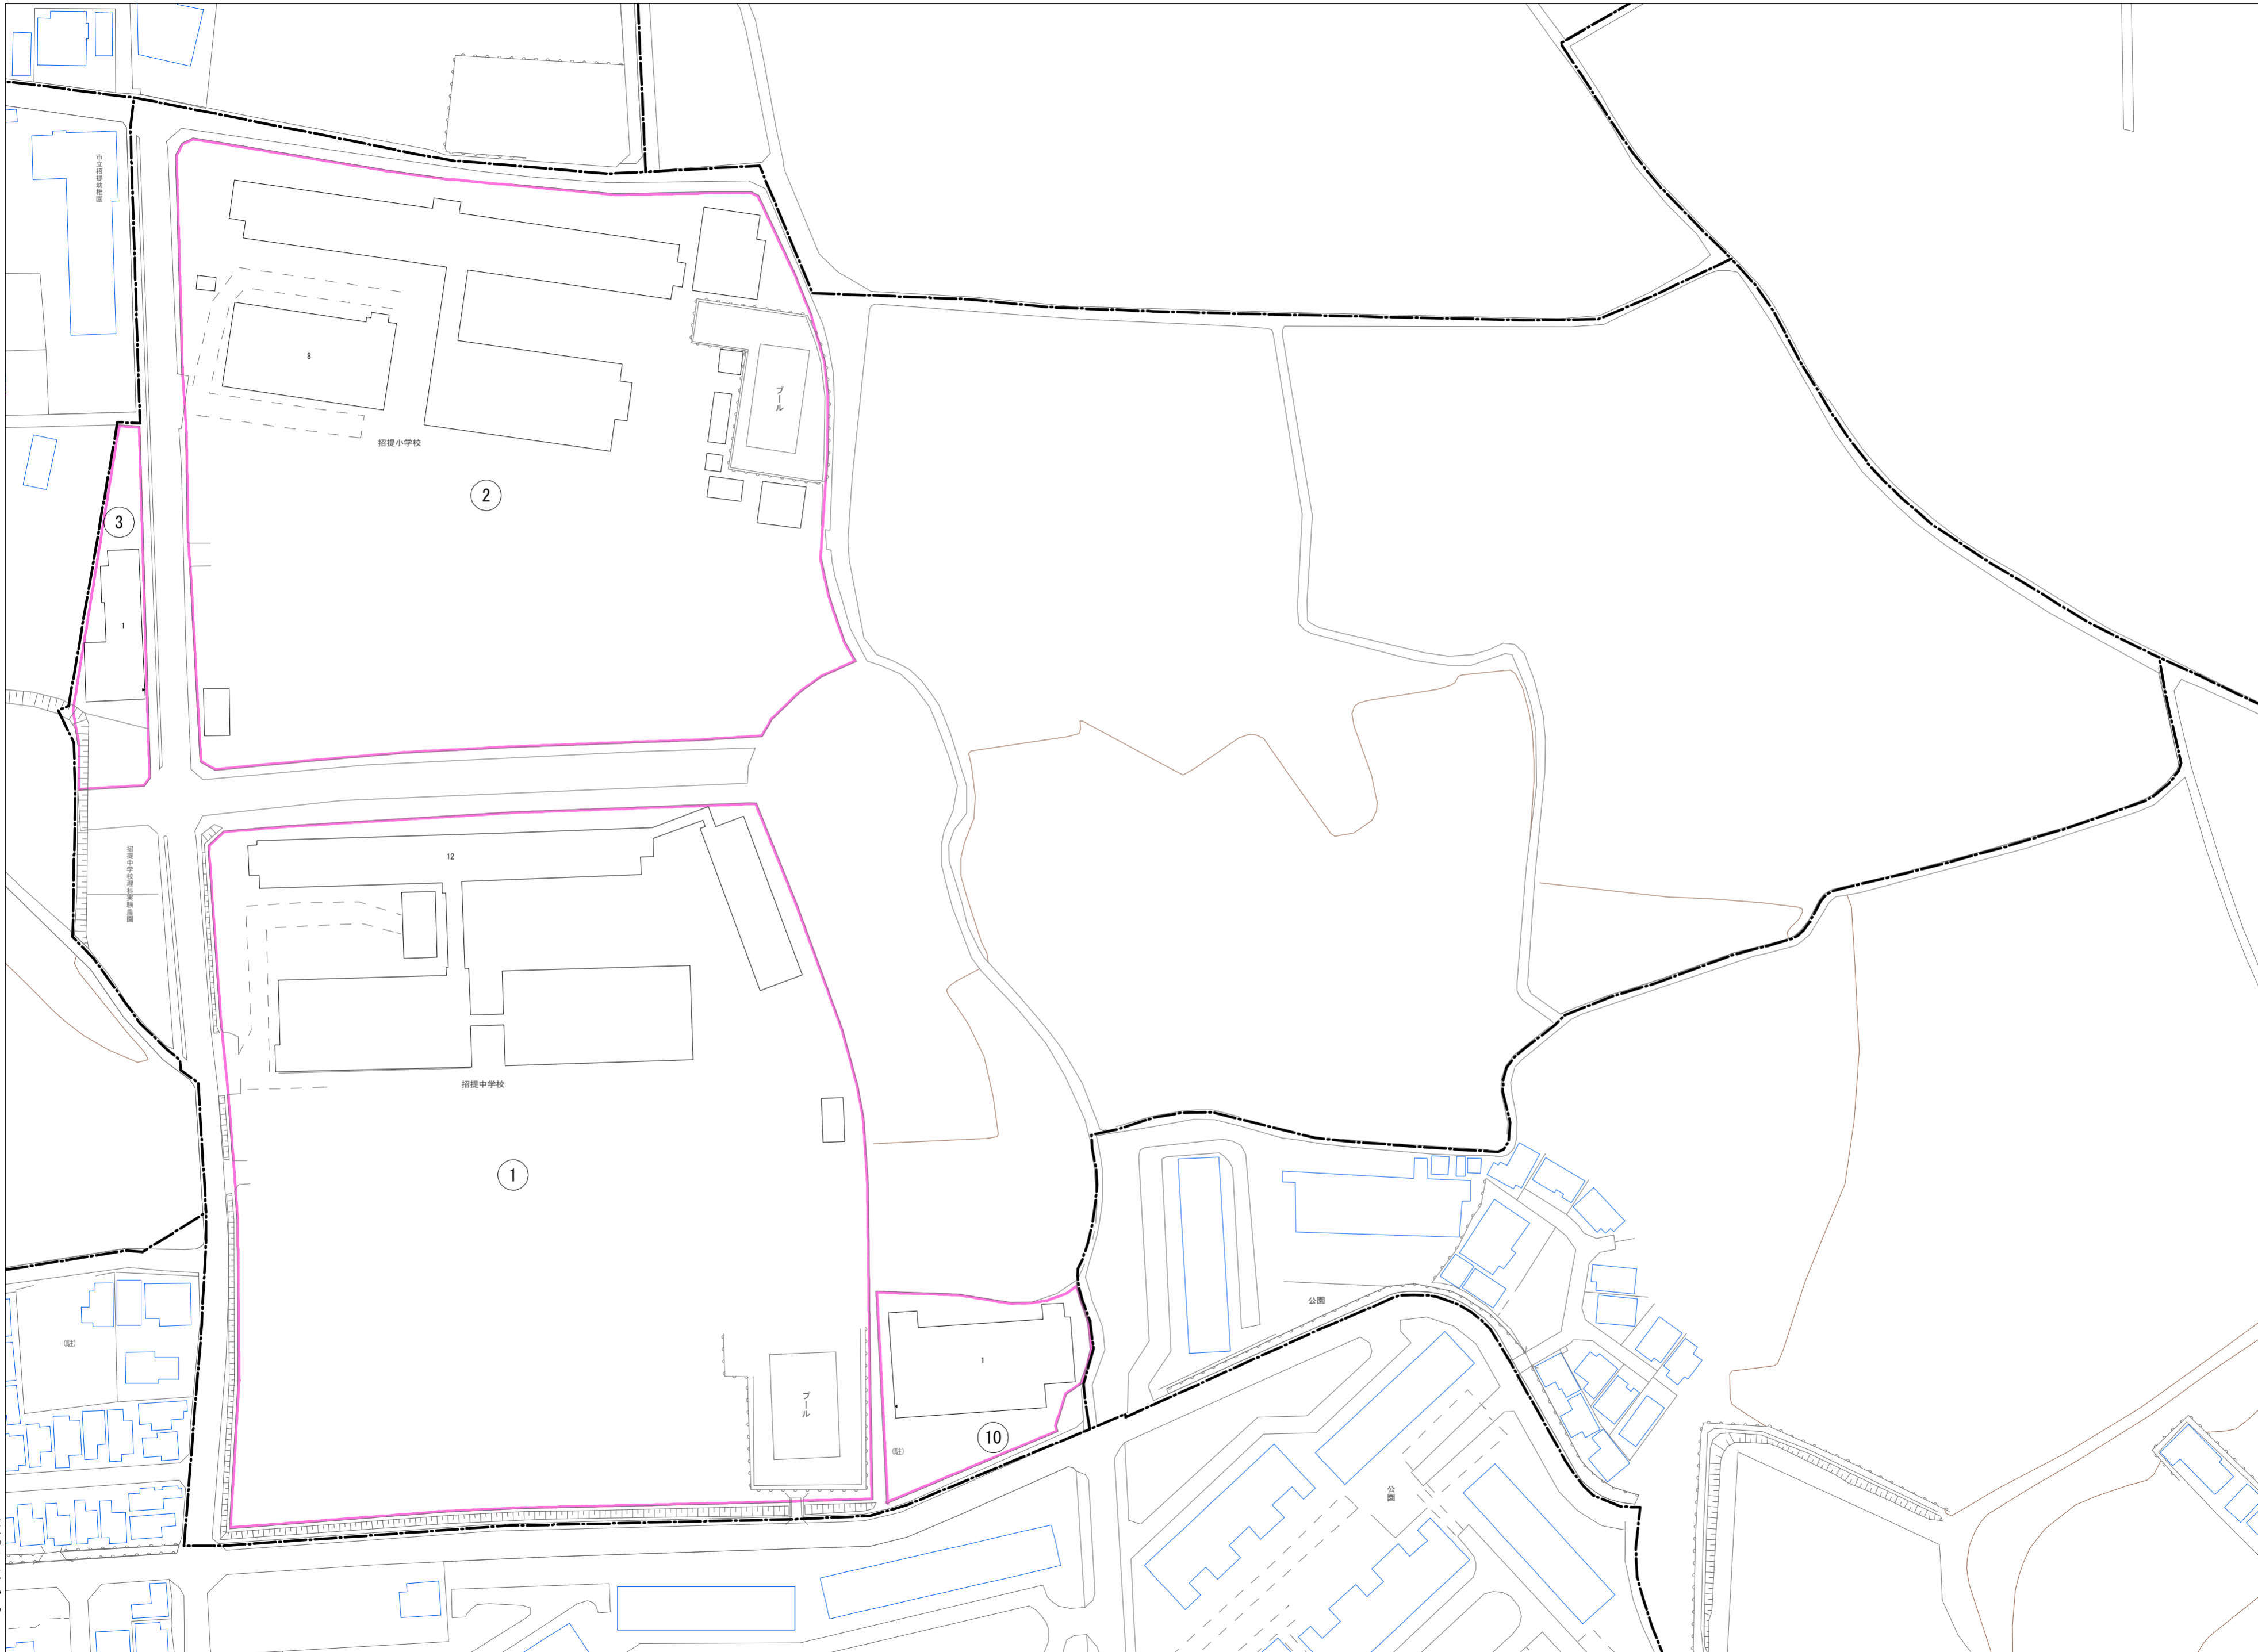 市立招提幼稚園
8
プール
招提小学校
2
3
1
12
招提中学校理科実験農園
招提中学校
1
公園
(駐)
1
プール
10
(駐)
公園